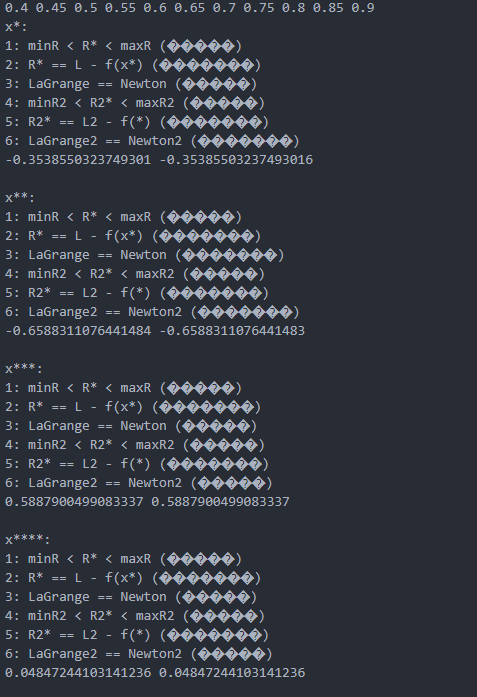 0.4 0.45 0.5 0.55 0.6 0.65 0.7 0.75 0.8 0.85 0.9
x*:
1: minR < R* < maxR (�����)
2: R* == L - f(x*) (�������)
3: LaGrange == Newton (�����)
4: minR2 < R2* < maxR2 (�����)
5: R2* == L2 - f(*) (�������)
6: LaGrange2 == Newton2 (�������)
-0.3538550323749301 -0.35385503237493016
x**:
1: minR < R* < maxR (�����)
2: R* == L - f(x*) (�������)
3: LaGrange == Newton (�������)
4: minR2 < R2* < maxR2 (�����)
5: R2* == L2 - f(*) (�������)
6: LaGrange2 == Newton2 (�������)
-0.6588311076441484 -0.6588311076441483
x***:
1: minR < R* < maxR (�����)
2: R* == L - f(x*) (�������)
3: LaGrange == Newton (�����)
4: minR2 < R2* < maxR2 (�����)
5: R2* == L2 - f(*) (�������)
6: LaGrange2 == Newton2 (�����)
0.5887900499083337 0.5887900499083337
x****:
1: minR < R* < maxR (�����)
2: R* == L - f(x*) (�������)
3: LaGrange == Newton (�����)
4: minR2 < R2* < maxR2 (�����)
5: R2* == L2 - f(*) (�������)
6: LaGrange2 == Newton2 (�����)
0.04847244103141236 0.04847244103141236